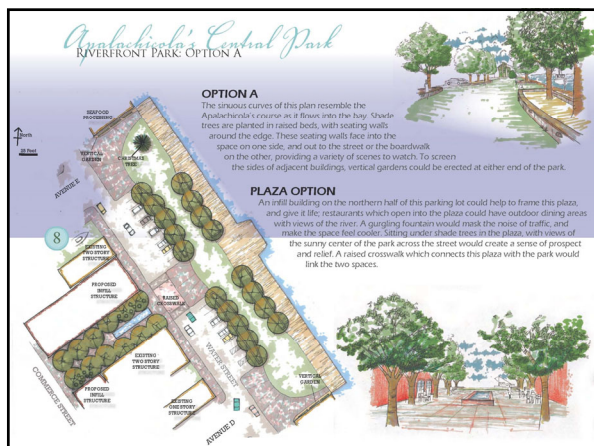 Apalachicola's Central Park
RIVERFRONT PARK: OPTION A
OPTION A
The sinuous curves of this plan resemble the
Apalachicola's course as it flows into the bay. Shade
trees are planted in raised beds, with seating walls
around the edge. These seating walls face into the
space on one side, and out to the street or the boardwalk
on the other, providing a variety of scenes to watch. To screen
the sides of adjacent buildings, vertical gardens could be erected at either end of the park.
PLAZA OPTION
An infill building on the northern half of this parking lot could help to frame this plaza,
and give it life; restaurants which open into the plaza could have outdoor dining areas
with views of the river. A gurgling fountain would mask the noise of traffic, and
make the space feel cooler. Sitting under shade trees in the plaza, with views of
the sunny center of the park across the street would create a sense of prospect
and relief. A raised crosswalk which connects this plaza with the park would
link the two spaces.
North
25 Feet
SEAFOOD
PROCESSING
VERTICAL
GARDEN
CHRISTMAS
TREE
AVENUE E
8
EXISTING
TWO STORY
STRUCTURE
PROPOSED
INFILL
STRUCTURE
RAISED
CROSSWALK
EXISTING
TWO STORY
STRUCTURE
WATER STREET
PROPOSED
INFILL
STRUCTURE
VERTICAL
GARDEN
COMMERCE STREET
EXISTING
ONE STORY
STRUCTURE
AVENUE D